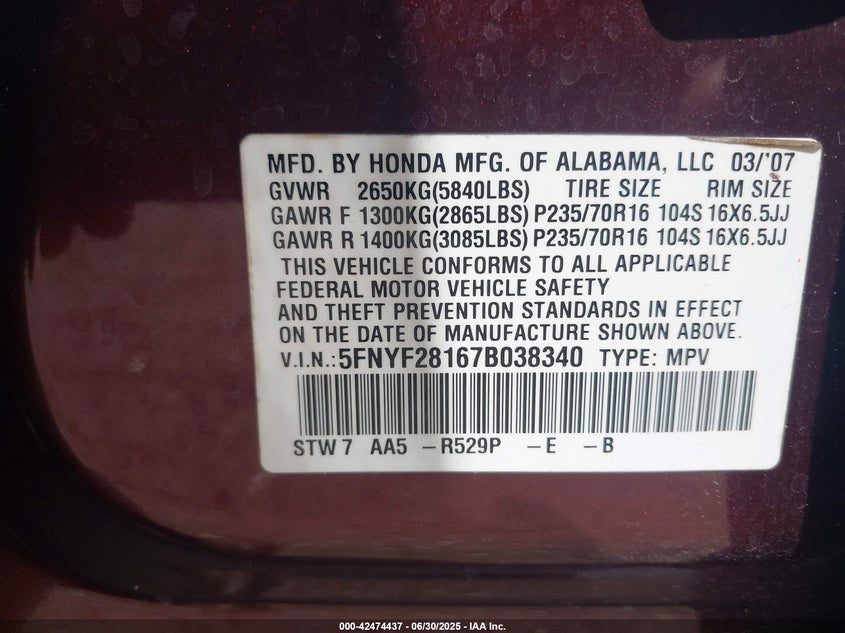 MFD. BY HONDA MFG. OF ALABAMA, LLC 03/'07
GVWR 2650KG(5840LBS) TIRE SIZE RIM SIZE
GAWR F 1300KG(2865LBS) P235/70R16 104S 16X6.5JJ
GAWR R 1400KG(3085LBS) P235/70R16 104S 16X6.5JJ
THIS VEHICLE CONFORMS TO ALL APPLICABLE
FEDERAL MOTOR VEHICLE SAFETY
AND THEFT PREVENTION STANDARDS IN EFFECT
ON THE DATE OF MANUFACTURE SHOWN ABOVE.
V.I.N.:5FNYF28167B038340 TYPE: MPV
STW 7 AA5 -R529P -E -B
000-42474437 - 06/30/2025 - IAA Inc.